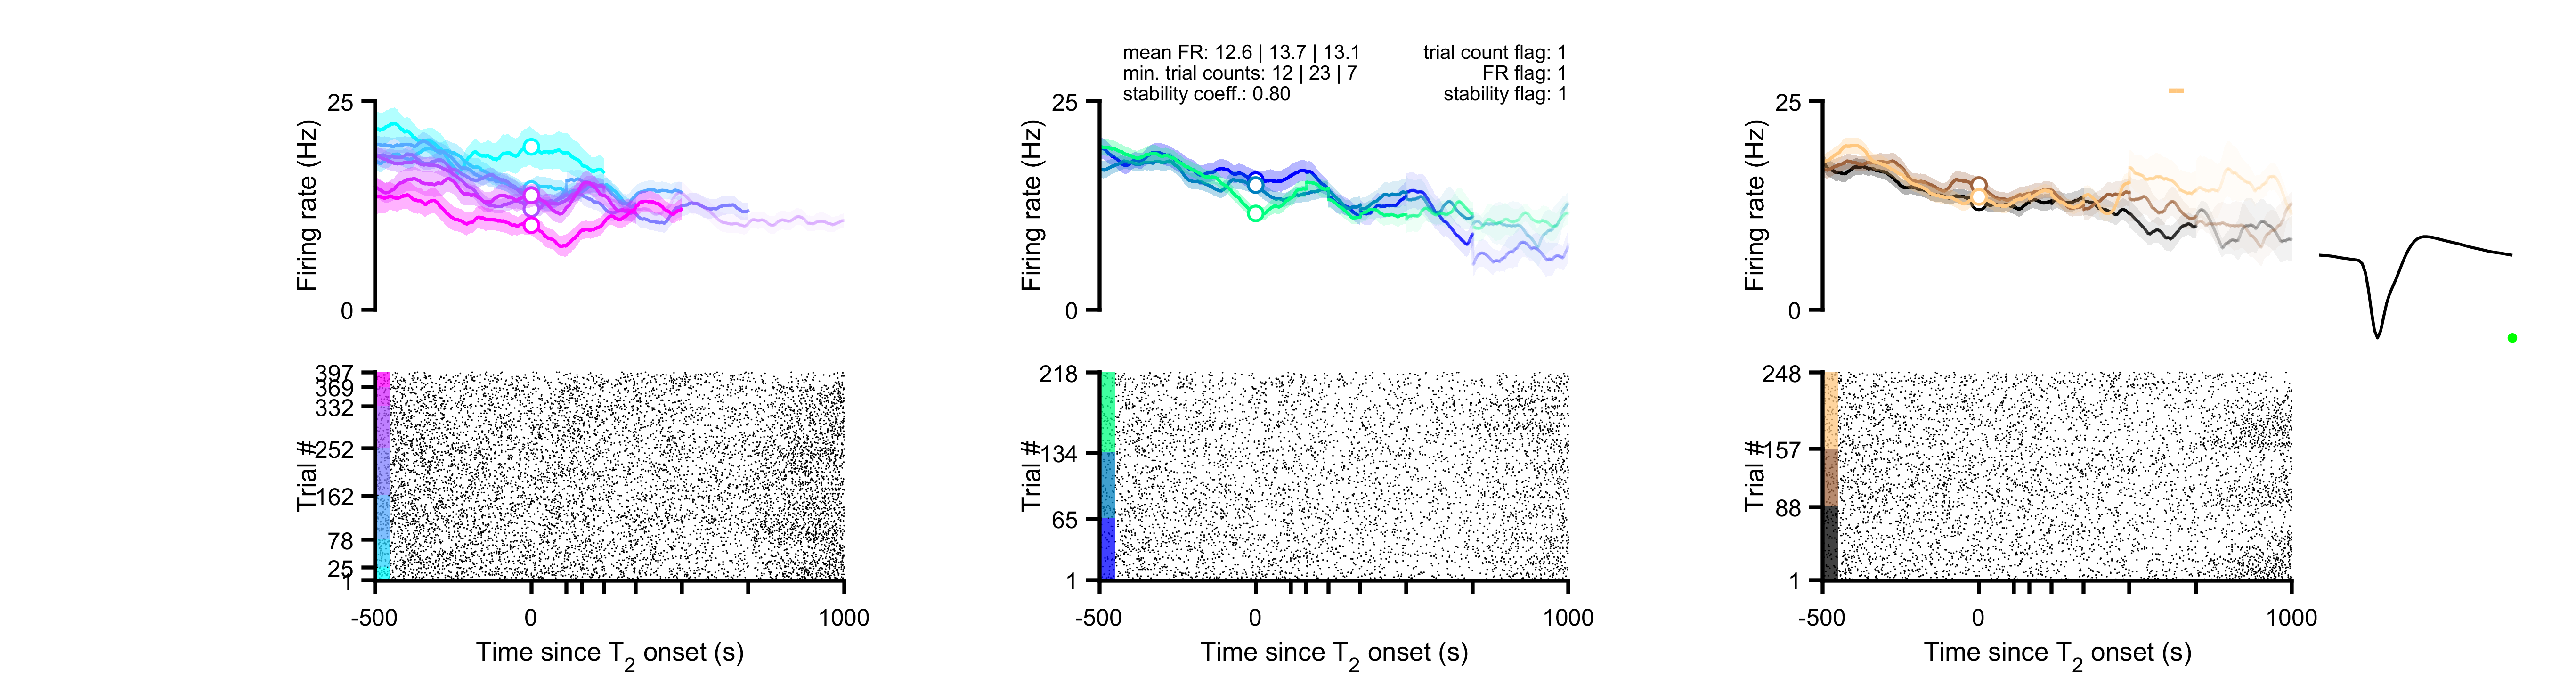 mean FR: 12.6 | 13.7 | 13.1
trial count flag: 1
min. trial counts: 12 | 23 | 7
FR flag: 1
stability coeff.: 0.80
stability flag: 1
25
Firing rate (Hz)
0
25
Firing rate (Hz)
0
25
Firing rate (Hz)
0
397
369
332
252
162
78
25
1
Trial #
-500
0
1000
Time since T2 onset (s)
218
134
65
1
Trial #
-500
0
1000
Time since T2 onset (s)
248
157
88
1
Trial #
-500
0
1000
Time since T2 onset (s)